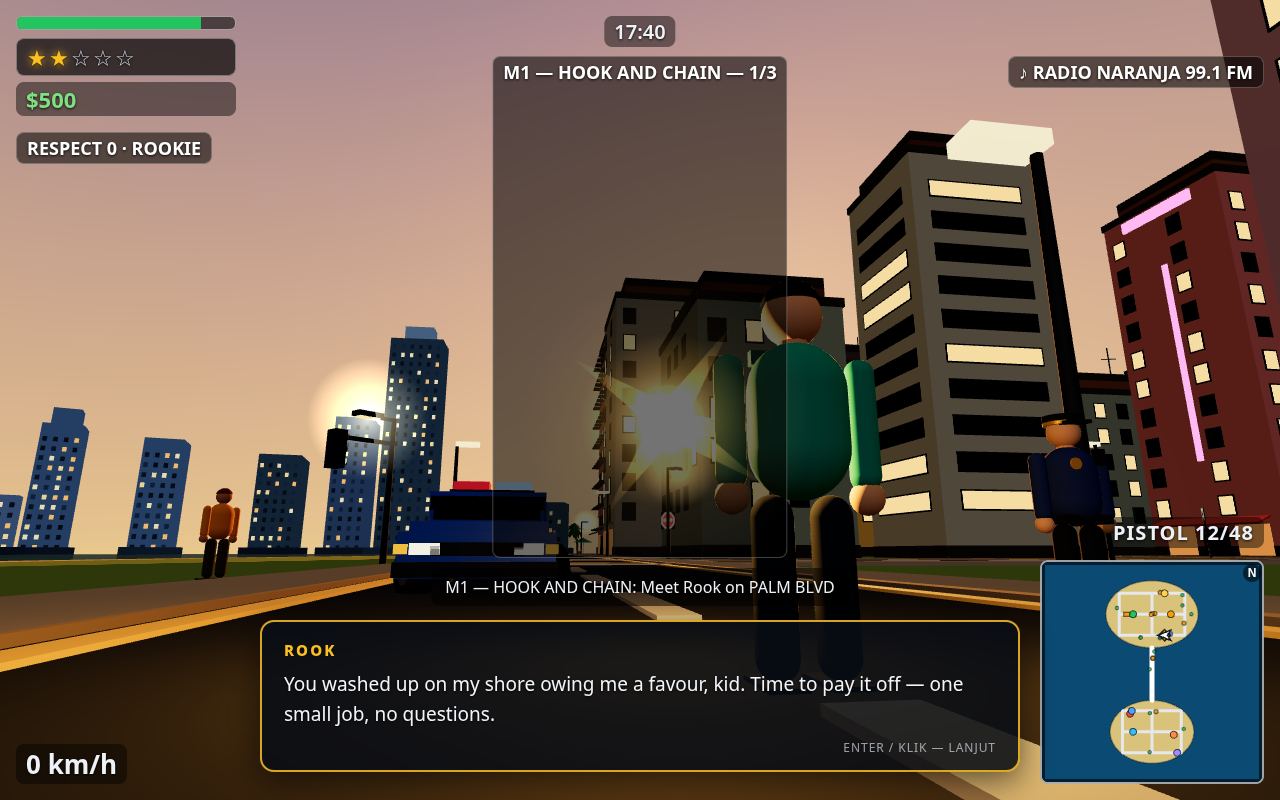 17:40
★★☆☆☆
M1 — HOOK AND CHAIN — 1/3
♪ RADIO NARANJA 99.1 FM
$500
RESPECT 0 · ROOKIE
PISTOL 12/48
N
M1 — HOOK AND CHAIN: Meet Rook on PALM BLVD
ROOK
You washed up on my shore owing me a favour, kid. Time to pay it off — one
small job, no questions.
ENTER / KLIK — LANJUT
0 km/h